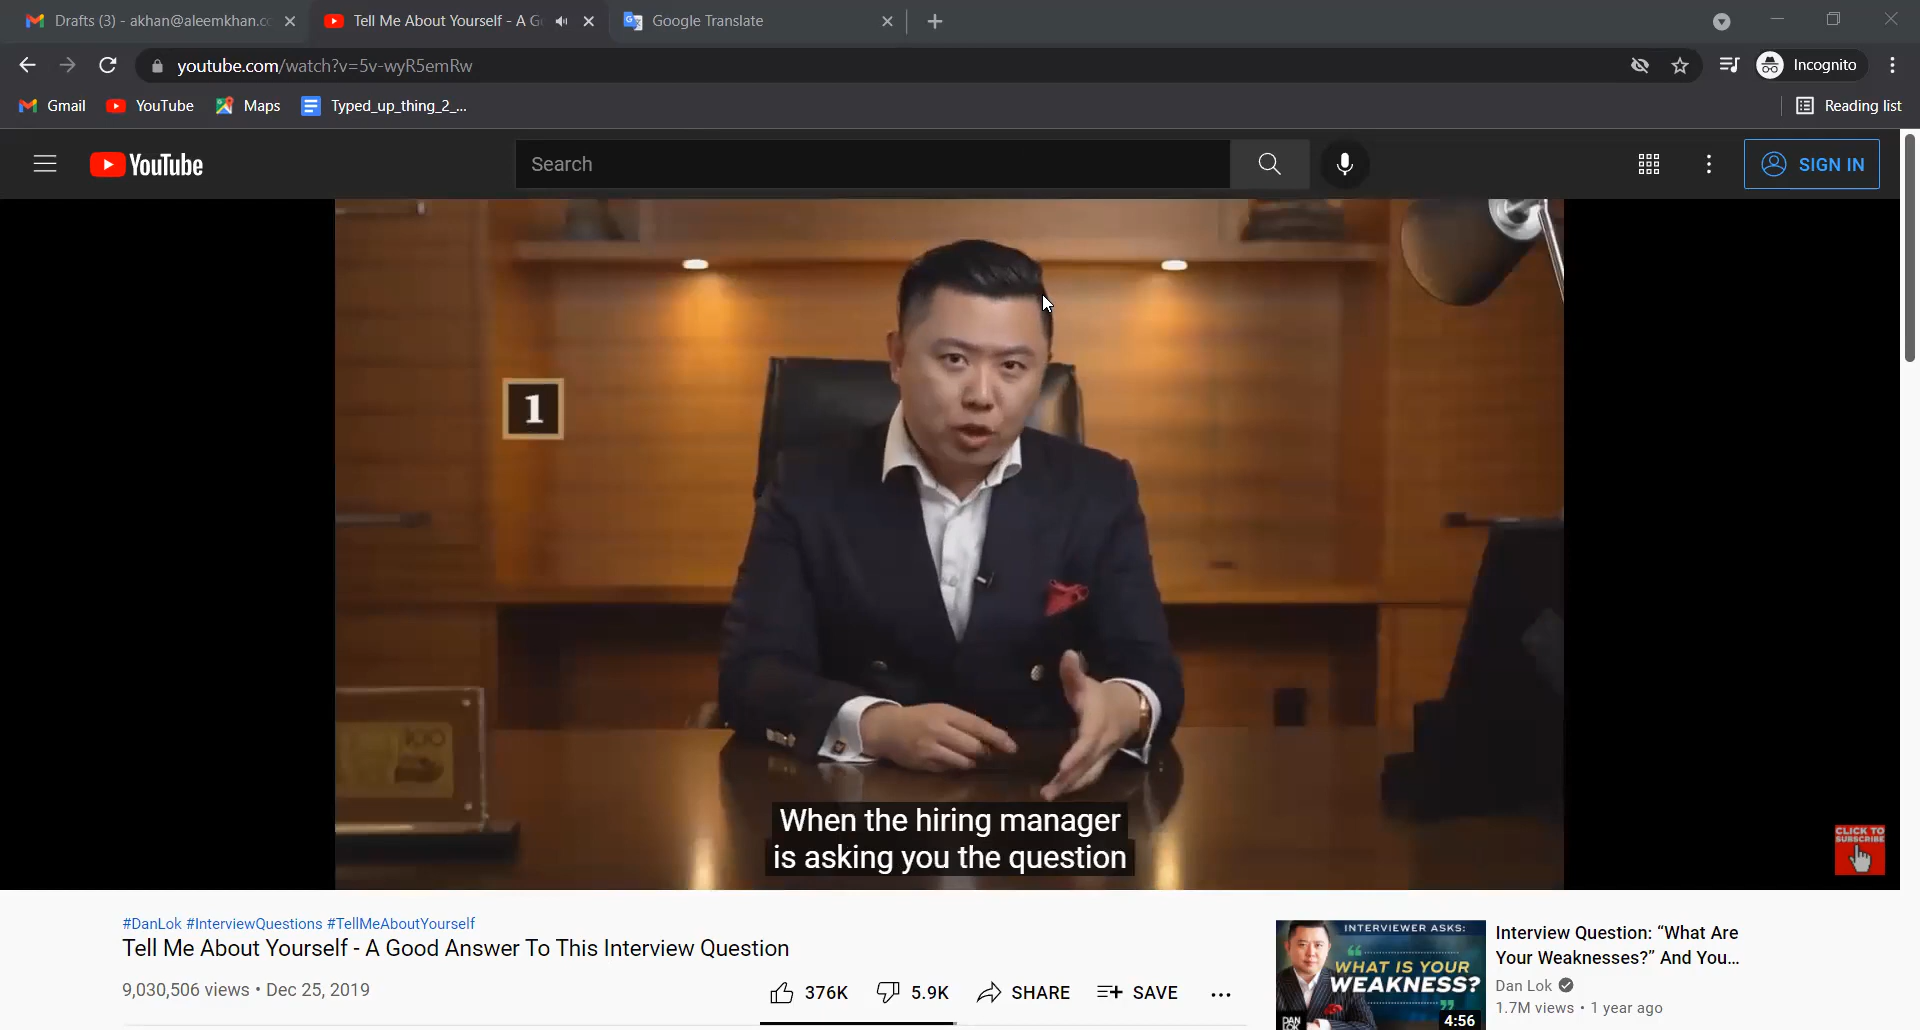 Drafts (3) - akhan@aleemkhan.co
Tell Me About Yourself - A G
Google Translate
youtube.com/watch?v=5v-wyR5emRw
Incognito
Gmail
YouTube
Maps
Typed_up_thing_2_...
Reading list
YouTube
Search
SIGN IN
1
100
When the hiring manager
is asking you the question
CLICK TO
SUBSCRIBE
#DanLok #InterviewQuestions #TellMeAboutYourself
Tell Me About Yourself - A Good Answer To This Interview Question
9,030,506 views • Dec 25, 2019
376K
5.9K
SHARE
SAVE
INTERVIEWER ASKS:
"WHAT IS YOUR
WEAKNESS?"
DAN
LOK
4:56
Interview Question: “What Are
Your Weaknesses?” And You...
Dan Lok
1.7M views • 1 year ago